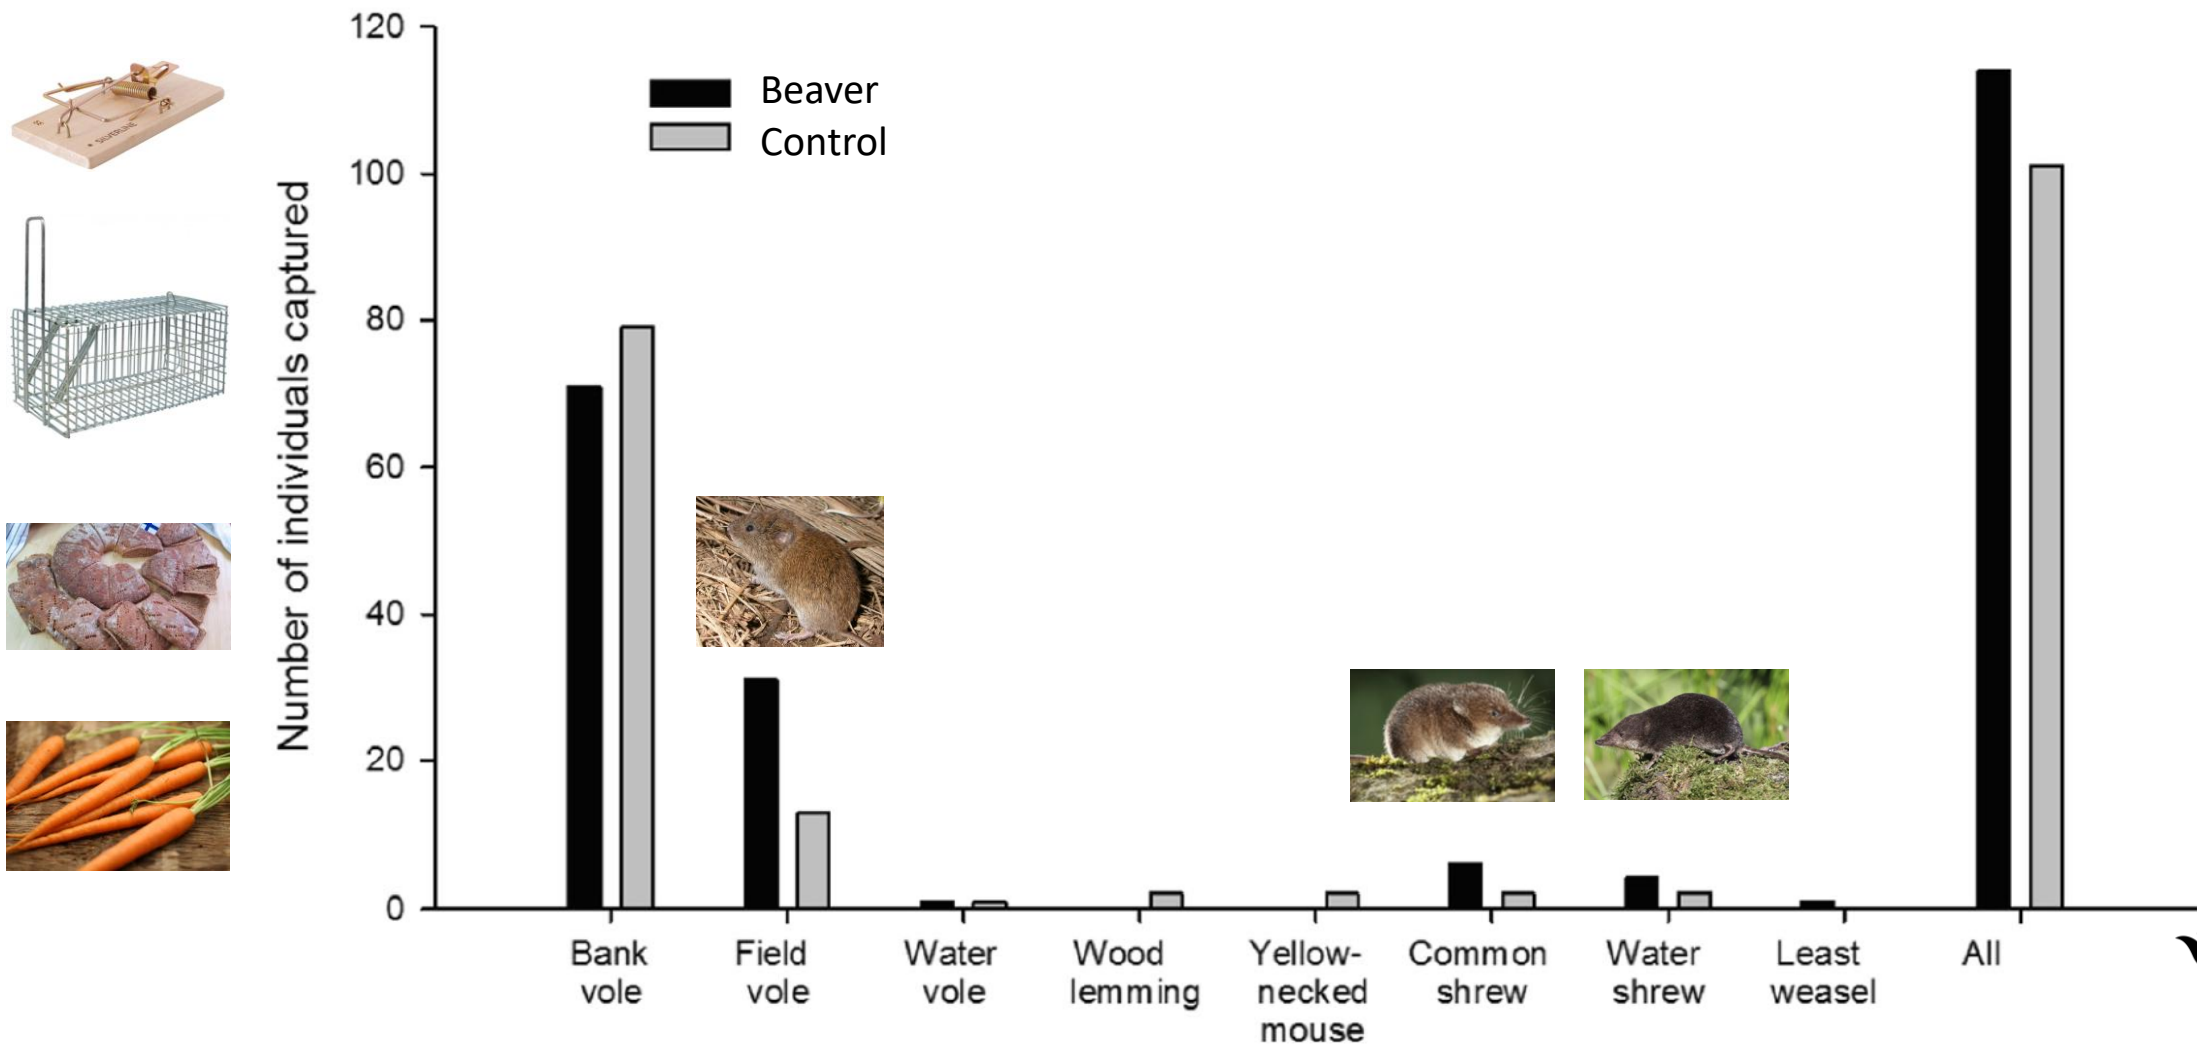 120
100
80
60
40
20
0
Number of individuals captured
Beaver
Control
SILVERLINE
Bank
vole
Field
vole
Water
vole
Wood
lemming
Yellow-
necked
mouse
Common
shrew
Water
shrew
Least
weasel
All